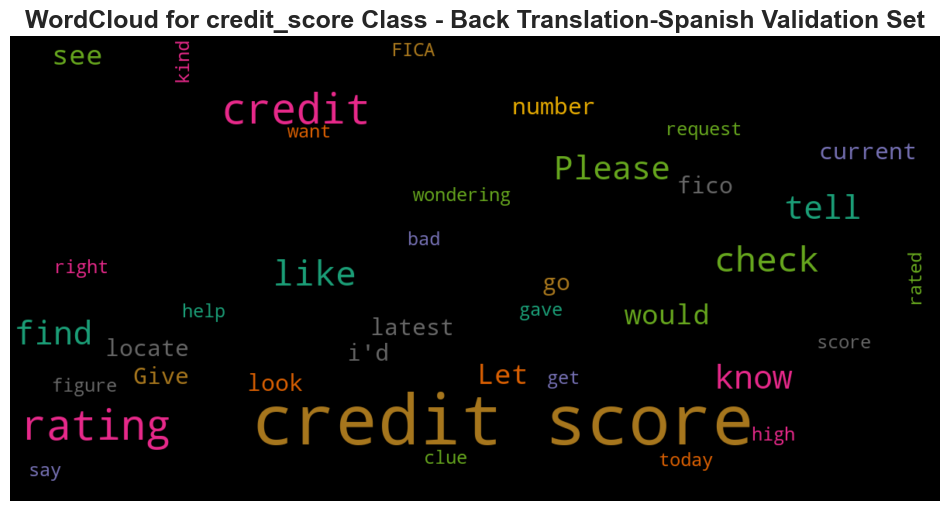 WordCloud for credit_score Class - Back Translation-Spanish Validation Set
see
kind
FICA
credit
number
want
request
current
Please
fico
wondering
tell
bad
right
like
check
rated
go
help
gave
would
find
latest
score
locate
i'd
Give
Let
get
know
figure
look
credit score
rating
high
clue
today
say